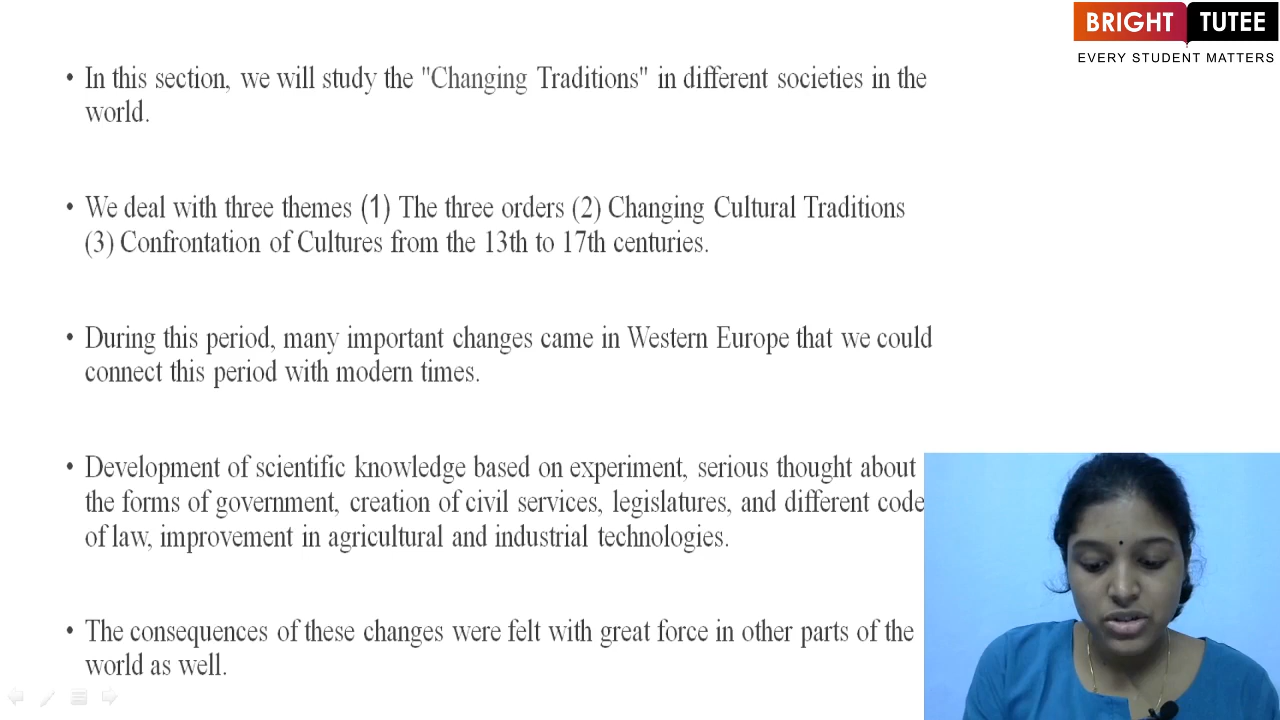 BRIGHT TUTEE
EVERY STUDENT MATTERS
• In this section, we will study the "Changing Traditions" in different societies in the
world.
• We deal with three themes (1) The three orders (2) Changing Cultural Traditions
(3) Confrontation of Cultures from the 13th to 17th centuries.
• During this period, many important changes came in Western Europe that we could
connect this period with modern times.
• Development of scientific knowledge based on experiment, serious thought about
the forms of government, creation of civil services, legislatures, and different code
of law, improvement in agricultural and industrial technologies.
• The consequences of these changes were felt with great force in other parts of the
world as well.